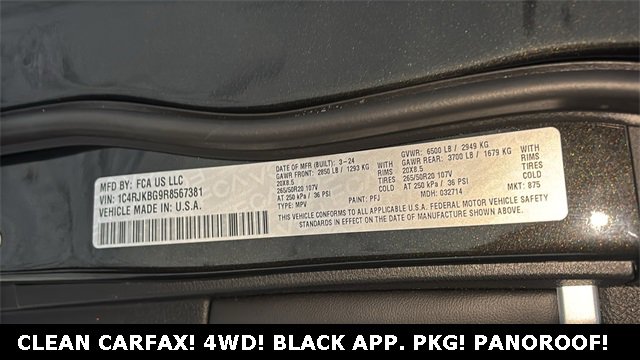 MFD BY: FCA US LLC
VIN: 1C4RJKBG9R8567381
VEHICLE MADE IN: U.S.A.
DATE OF MFR (BUILT): 3-24
GAWR FRONT: 2850 LB / 1293 KG WITH
20X8.5 RIMS
265/50R20 107V TIRES
AT 250 kPa / 36 PSI COLD
TYPE: MPV
PAINT: PFJ
GVWR: 6500 LB / 2949 KG
GAWR REAR: 3700 LB / 1679 KG WITH
20X8.5 RIMS
265/50R20 107V TIRES
AT 250 kPa / 36 PSI COLD
MDH: 032714
MKT: 875
THIS VEHICLE CONFORMS TO ALL APPLICABLE U.S.A. FEDERAL MOTOR VEHICLE SAFETY
STANDARDS IN EFFECT ON THE DATE OF MANUFACTURE SHOWN ABOVE.
CLEAN CARFAX! 4WD! BLACK APP. PKG! PANOROOF!